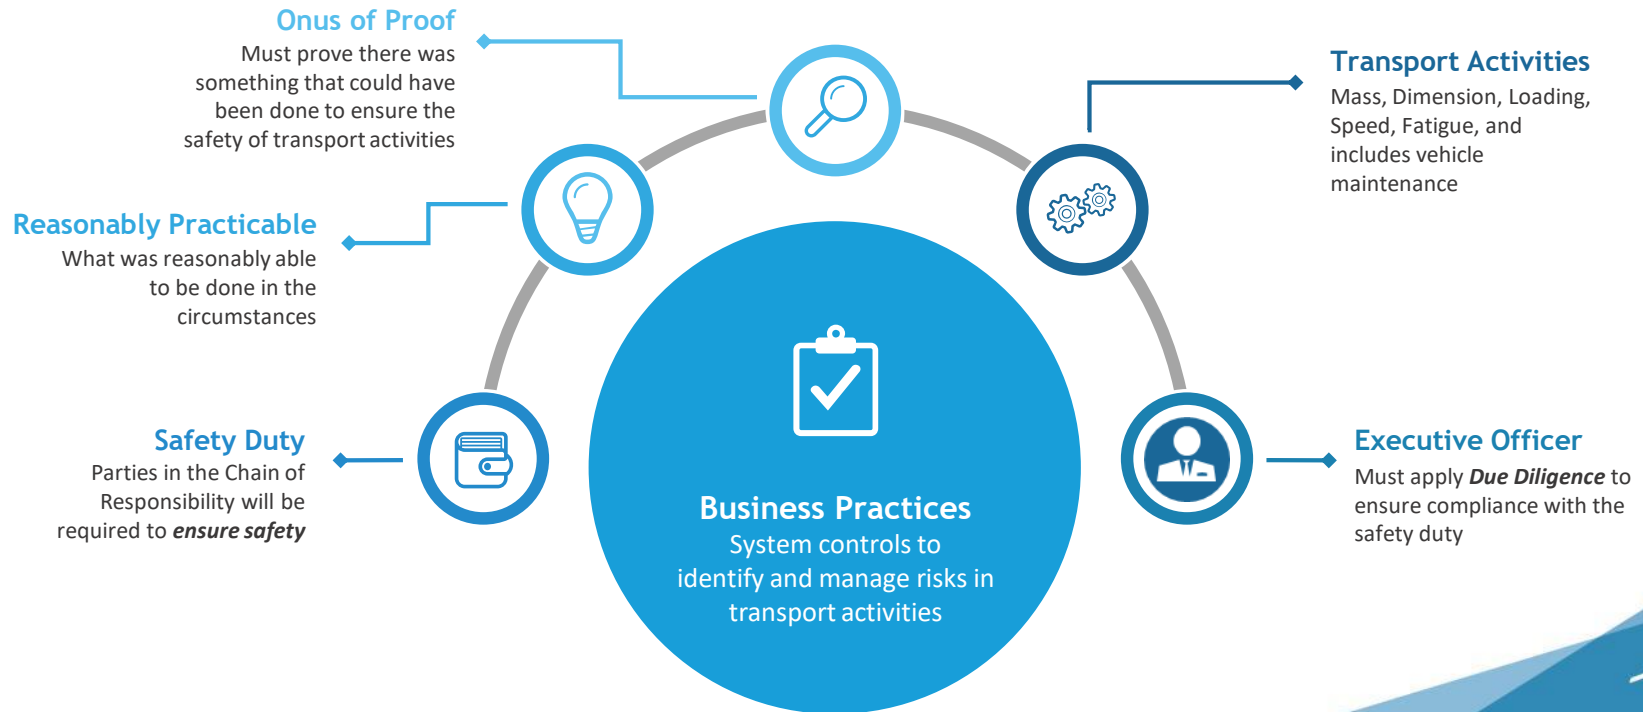 Onus of Proof
Must prove there was
something that could have
been done to ensure the
safety of transport activities
Reasonably Practicable
What was reasonably able
to be done in the
circumstances
Safety Duty
Parties in the Chain of
Responsibility will be
required to ensure safety
Business Practices
System controls to
identify and manage risks in
transport activities
Transport Activities
Mass, Dimension, Loading,
Speed, Fatigue, and
includes vehicle
maintenance
Executive Officer
Must apply Due Diligence to
ensure compliance with the
safety duty